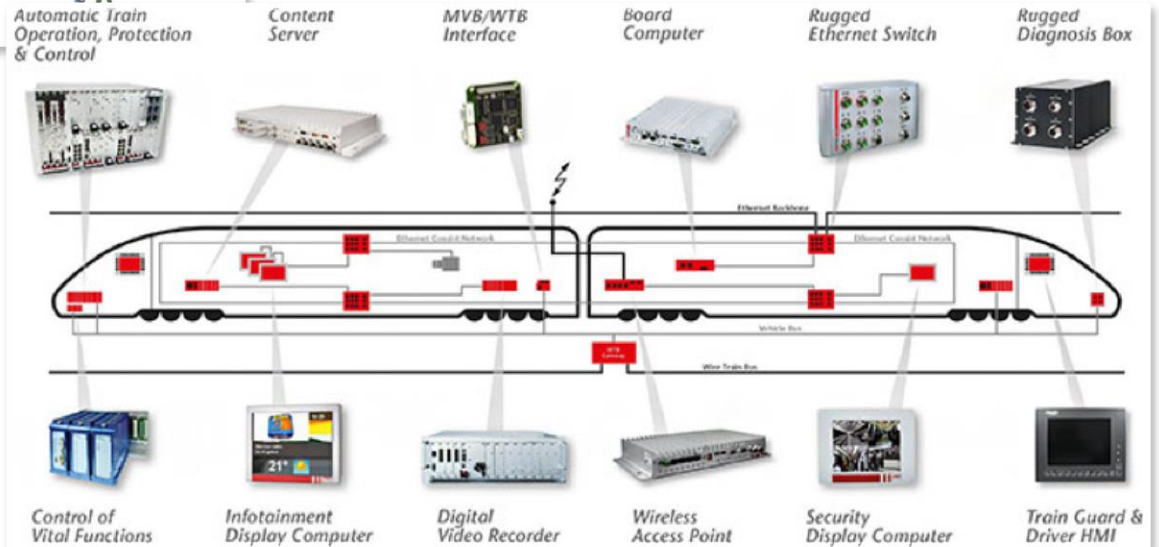 Automatic Train
Operation, Protection
& Control
Content
Server
MVB/WTB
Interface
Board
Computer
Rugged
Ethernet Switch
Rugged
Diagnosis Box
Ethernet Backbone
Ethernet Consist Network
Ethernet Consist Network
Vehicle Bus
WTB
Gateway
Wire Train Bus
21°
Control of
Vital Functions
Infotainment
Display Computer
Digital
Video Recorder
Wireless
Access Point
Security
Display Computer
Train Guard &
Driver HMI